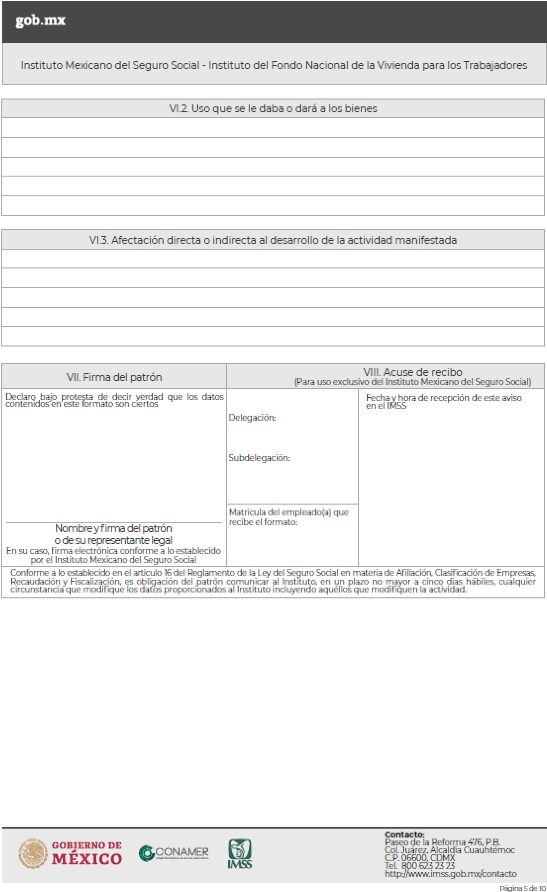 gob.mx
Instituto Mexicano del Seguro Social - Instituto del Fondo Nacional de la Vivienda para los Trabajadores
VI.2. Uso que se le daba o dará a los bienes
VI.3. Afectación directa o indirecta al desarrollo de la actividad manifestada
VII. Firma del patrón
VIII. Acuse de recibo
(Para uso exclusivo del Instituto Mexicano del Seguro Social)
Declaro bajo protesta de decir verdad que los datos
contenidos en este formato son ciertos
Nombre y firma del patrón
o de su representante legal
En su caso, firma electrónica conforme a lo establecido
por el Instituto Mexicano del Seguro Social
Delegación:
Subdelegación:
Matrícula del empleado(a) que
recibe el formato:
Fecha y hora de recepción de este aviso
en el IMSS
Conforme a lo establecido en el artículo 16 del Reglamento de la Ley del Seguro Social en materia de Afiliación, Clasificación de Empresas,
Recaudación y Fiscalización, es obligación del patrón comunicar al Instituto, en un plazo no mayor a cinco días hábiles, cualquier
circunstancia que modifique los datos proporcionados al Instituto incluyendo aquéllos que modifiquen la actividad.
GOBIERNO DE
MÉXICO
CONAMER
IMSS
Contacto:
Paseo de la Reforma 476, P.B.
Col. Juárez, Alcaldía Cuauhtémoc
C.P. 06600, CDMX
Tel. 800 623 23 23
http://www.imss.gob.mx/contacto
Página 5 de 10